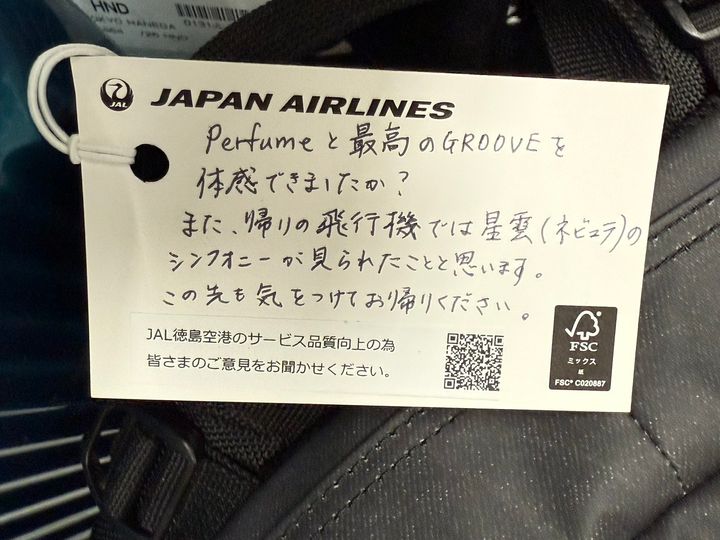 HND
JAL
JAPAN AIRLINES
Perfumeと最高のGROOVEを
体感できましたか?
また、帰りの飛行機では星雲(ネビュラ)の
シンフォニーが見られたことと思います。
この先も気をつけてお帰りください。
JAL徳島空港のサービス品質向上の為
皆さまのご意見をお聞かせください。
FSC
ミックス
紙
FSC® C020887